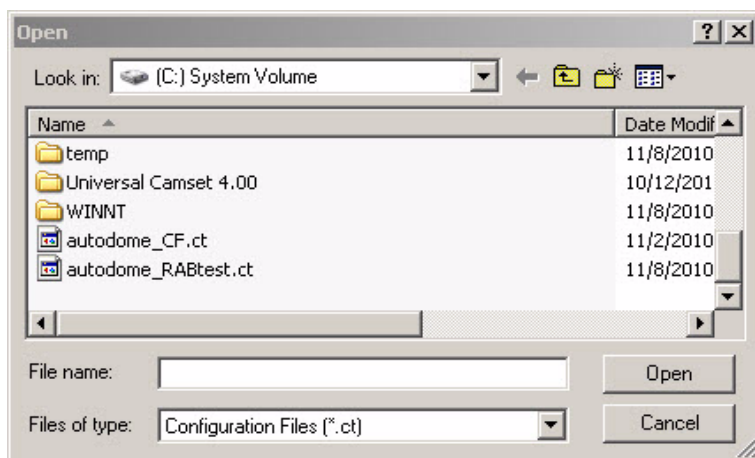 Open
Look in: (C:) System Volume
Name Date Modif
temp 11/8/2010
Universal Camset 4.00 10/12/201
WINNT 11/8/2010
autodome_CF.ct 11/2/2010
autodome_RABtest.ct 11/8/2010
File name: Open
Files of type: Configuration Files (*.ct) Cancel